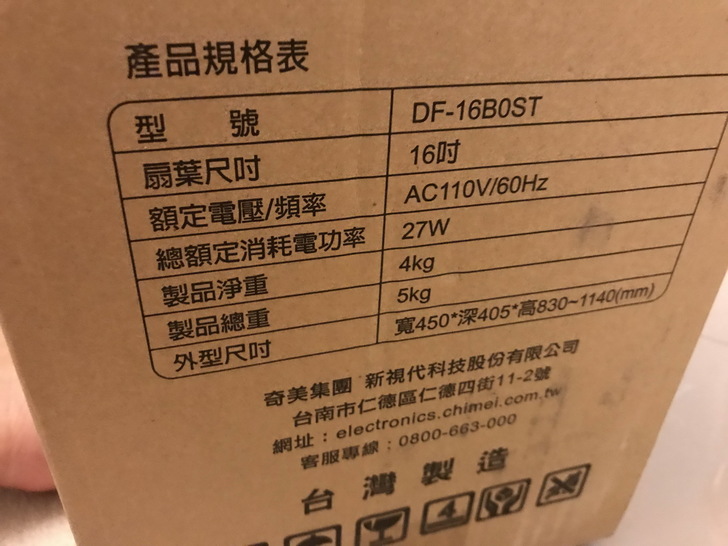 產品規格表
型 號 DF-16B0ST
扇葉尺吋 16吋
額定電壓/頻率 AC110V/60Hz
總額定消耗電功率 27W
製品淨重 4kg
製品總重 5kg
外型尺吋 寬450*深405*高830~1140(mm)
奇美集團 新視代科技股份有限公司
台南市仁德區仁德四街11-2號
網址：electronics.chimei.com.tw
客服專線：0800-663-000
台灣製造
4